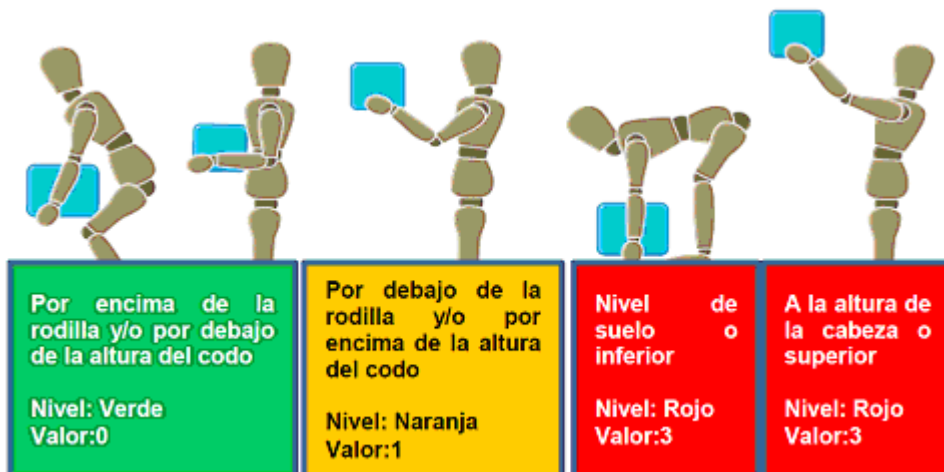 Por encima de la
rodilla y/o por debajo
de la altura del codo
Nivel: Verde
Valor:0
Por debajo de la
rodilla y/o por
encima de la altura
del codo
Nivel: Naranja
Valor:1
Nivel de
suelo o
inferior
Nivel: Rojo
Valor:3
A la altura de
la cabeza o
superior
Nivel: Rojo
Valor:3